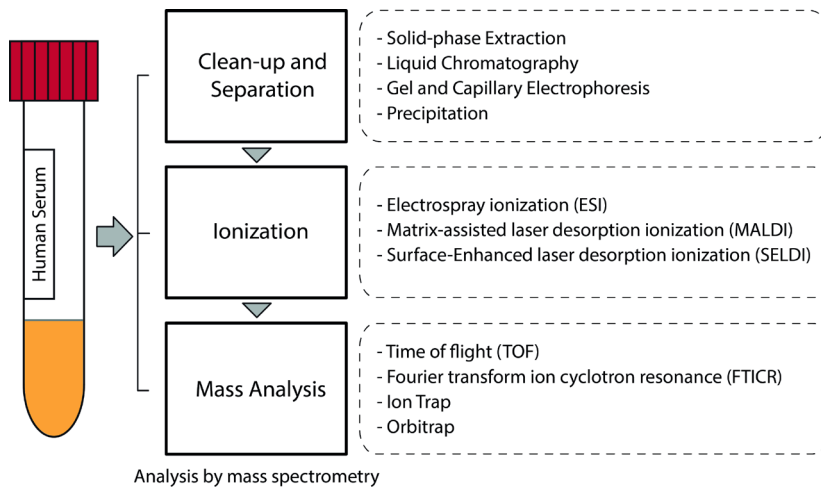 Human Serum
Clean-up and
Separation
- Solid-phase Extraction
- Liquid Chromatography
- Gel and Capillary Electrophoresis
- Precipitation
Ionization
- Electrospray ionization (ESI)
- Matrix-assisted laser desorption ionization (MALDI)
- Surface-Enhanced laser desorption ionization (SELDI)
Mass Analysis
- Time of flight (TOF)
- Fourier transform ion cyclotron resonance (FTICR)
- Ion Trap
- Orbitrap
Analysis by mass spectrometry